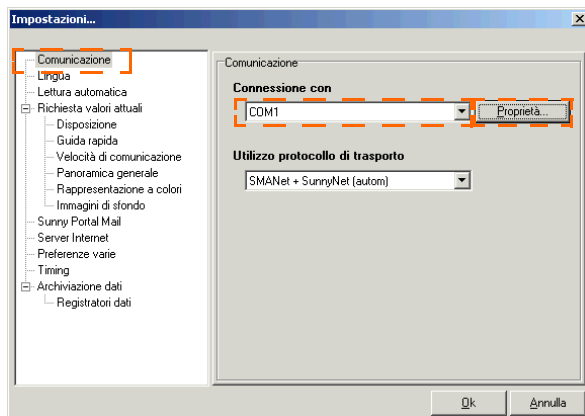 Impostazioni...
Comunicazione
Lingua
Lettura automatica
Richiesta valori attuali
Disposizione
Guida rapida
Velocità di comunicazione
Panoramica generale
Rappresentazione a colori
Immagini di sfondo
Sunny Portal Mail
Server Internet
Preferenze varie
Timing
Archiviazione dati
Registratori dati
Comunicazione
Connessione con
COM1
Proprietà...
Utilizzo protocollo di trasporto
SMANet + SunnyNet (autom)
Ok
Annulla